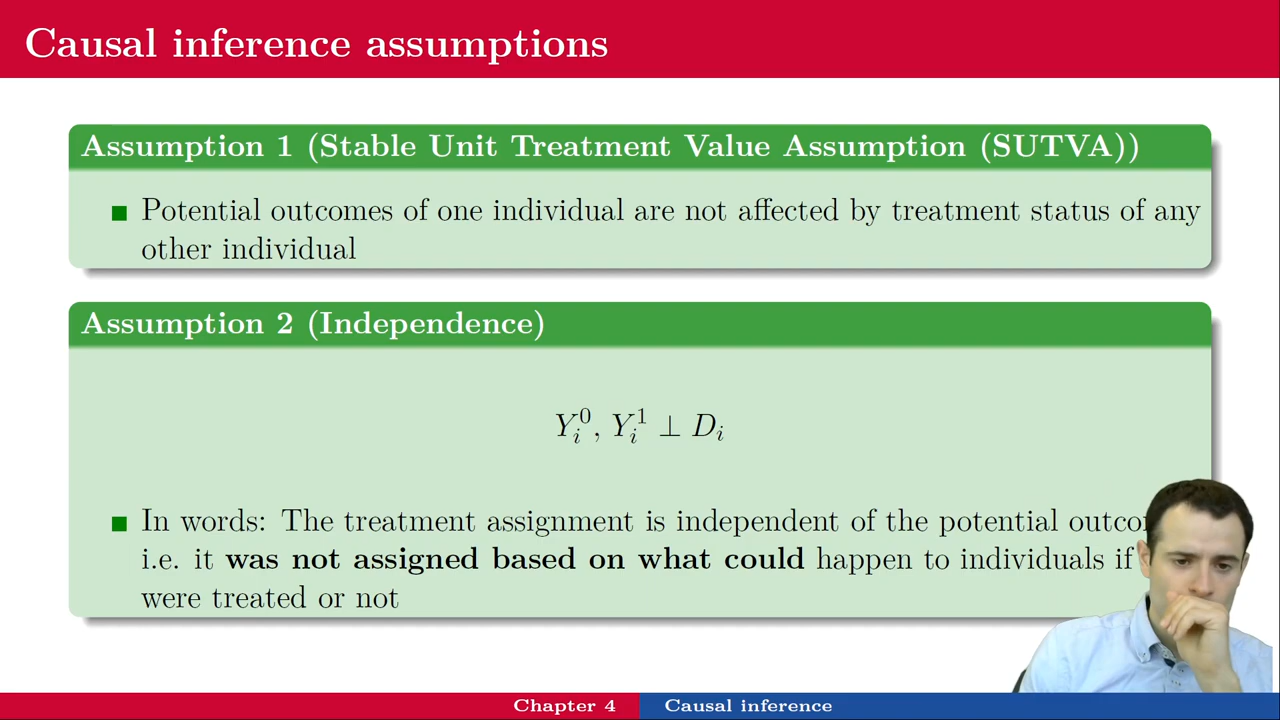 Causal inference assumptions
Assumption 1 (Stable Unit Treatment Value Assumption (SUTVA))
Potential outcomes of one individual are not affected by treatment status of any
other individual
Assumption 2 (Independence)
Y_i^0, Y_i^1 ⊥ D_i
In words: The treatment assignment is independent of the potential
i.e. it was not assigned based on what could happen to individuals if
were treated or not
Chapter 4 Causal inference